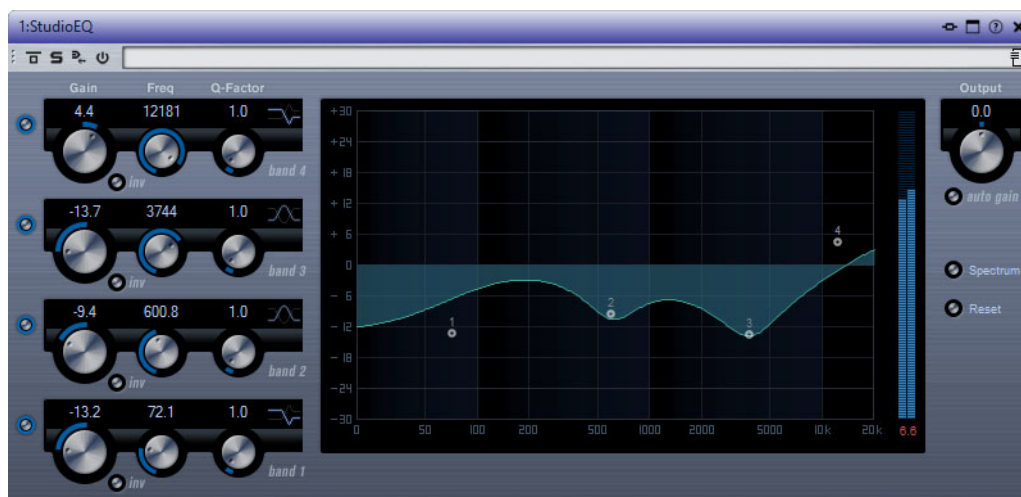 1:StudioEQ
Gain Freq Q-Factor Output
4.4 12181 1.0
inv band 4
-13.7 3744 1.0
inv band 3
-9.4 600.8 1.0
inv band 2
-13.2 72.1 1.0
inv band 1
+30
+24
+18
+12
+6
0
-6
-12
-18
-24
-30
1
2
3
4
0 50 100 200 500 1000 2000 5000 10k 20k
6.6
0.0
auto gain
Spectrum
Reset